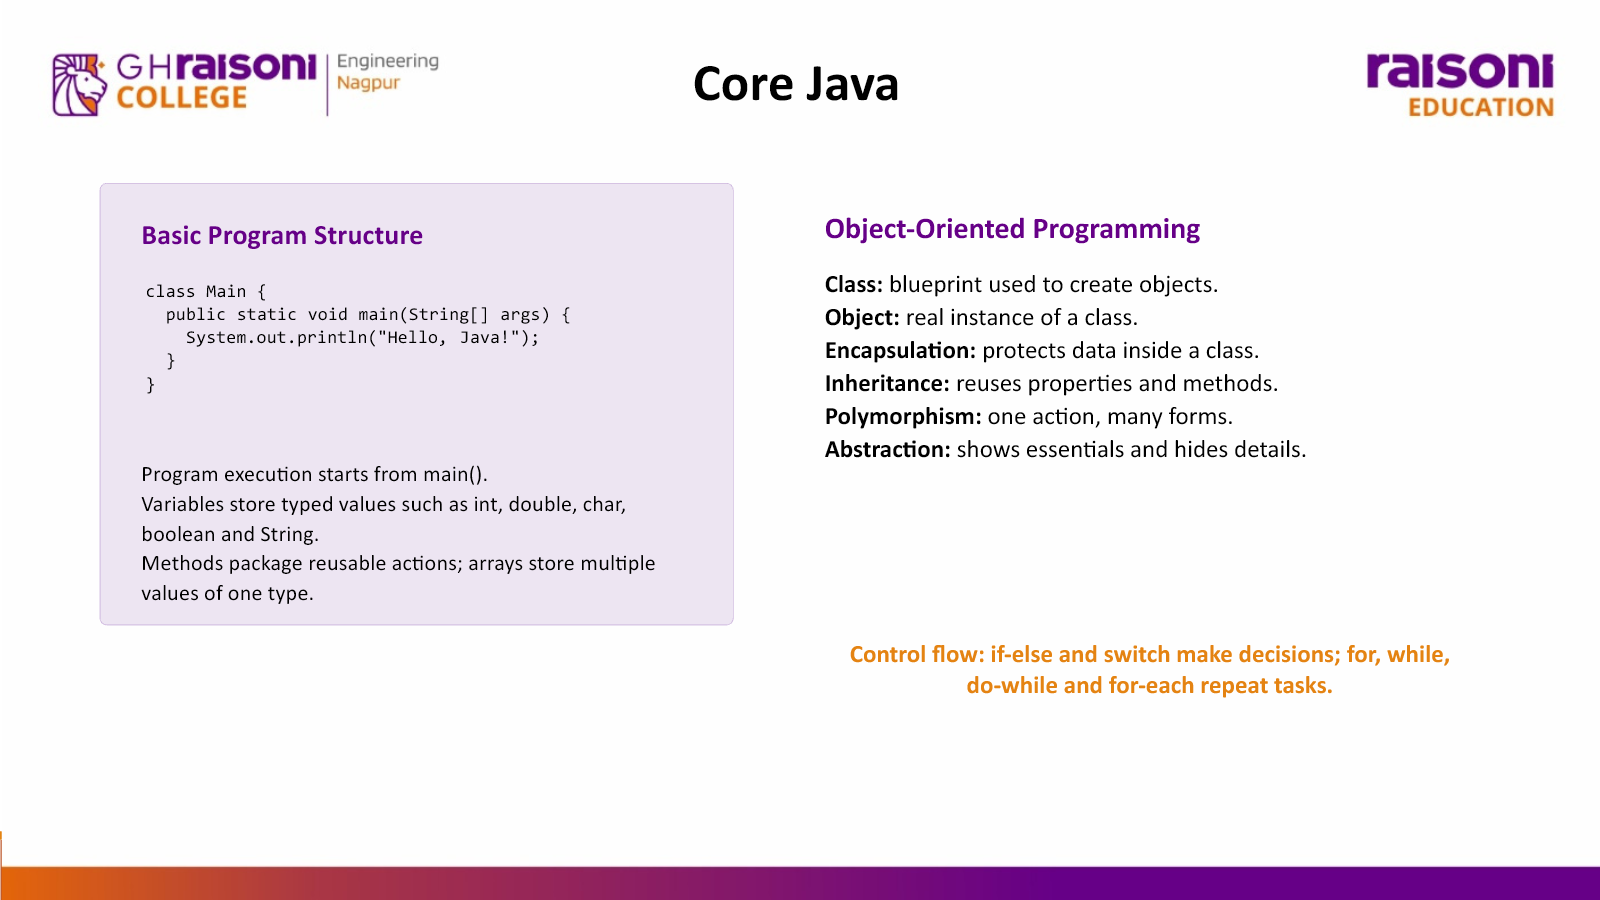 GHraisoni
COLLEGE
Engineering
Nagpur
Core Java
raisoni
EDUCATION
Basic Program Structure
class Main {
  public static void main(String[] args) {
    System.out.println("Hello, Java!");
  }
}
Program execution starts from main().
Variables store typed values such as int, double, char,
boolean and String.
Methods package reusable actions; arrays store multiple
values of one type.
Object-Oriented Programming
Class: blueprint used to create objects.
Object: real instance of a class.
Encapsulation: protects data inside a class.
Inheritance: reuses properties and methods.
Polymorphism: one action, many forms.
Abstraction: shows essentials and hides details.
Control flow: if-else and switch make decisions; for, while,
do-while and for-each repeat tasks.